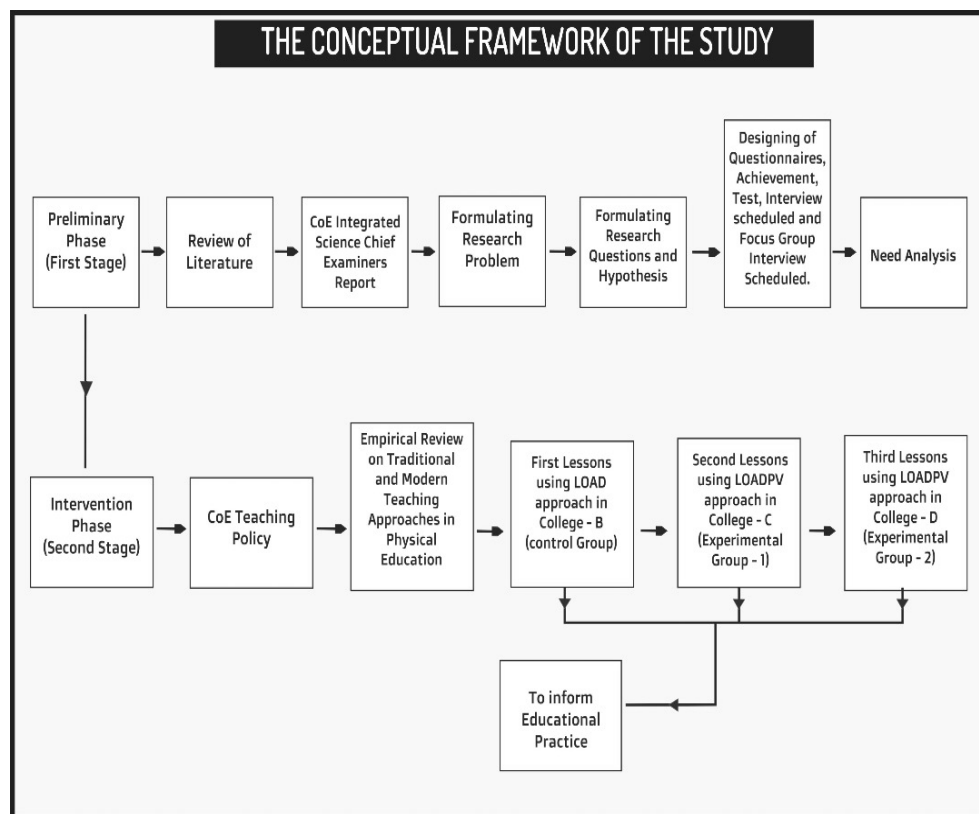 THE CONCEPTUAL FRAMEWORK OF THE STUDY
Preliminary
Phase
(First Stage)
Review of
Literature
CoE Integrated
Science Chief
Examiners
Report
Formulating
Research
Problem
Formulating
Research
Questions and
Hypothesis
Designing of
Questionnaires,
Achievement,
Test, Interview
scheduled and
Focus Group
Interview
Scheduled.
Need Analysis
Intervention
Phase
(Second Stage)
CoE Teaching
Policy
Empirical Review
on Traditional
and Modern
Teaching
Approaches in
Physical
Education
First Lessons
using LOAD
approach in
College - B
(control Group)
Second Lessons
using LOADPV
approach in
College - C
(Experimental
Group - 1)
Third Lessons
using LOADPV
approach in
College - D
(Experimental
Group - 2)
To inform
Educational
Practice